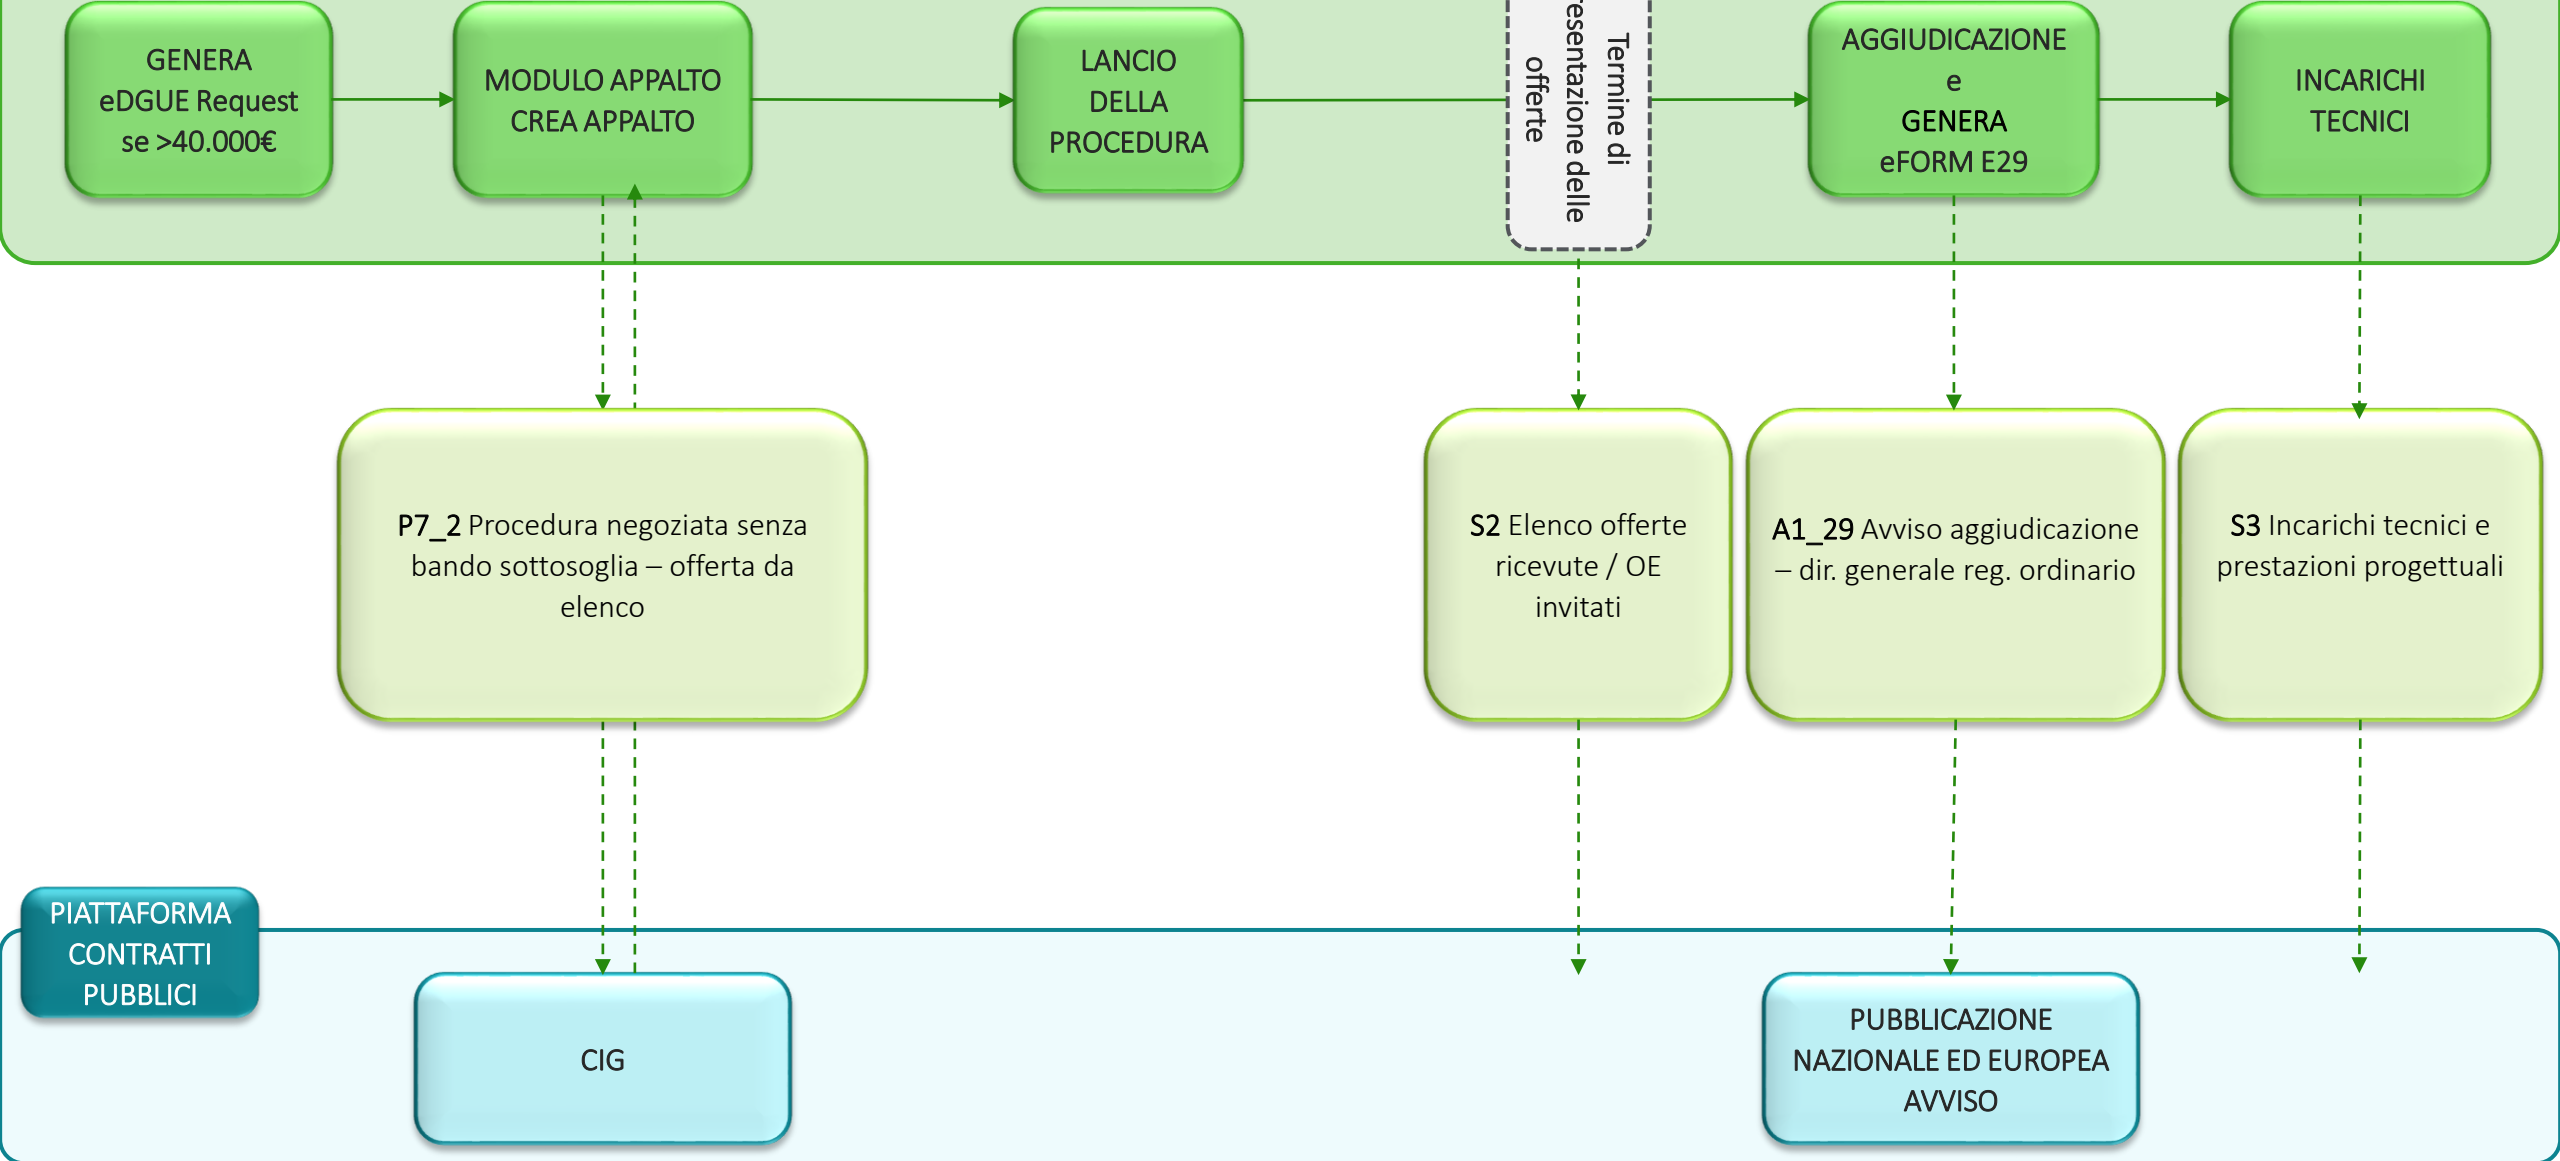 GENERA
eDGUE Request
se >40.000€
MODULO APPALTO
CREA APPALTO
LANCIO
DELLA
PROCEDURA
Termine di
resentazione delle
offerte
AGGIUDICAZIONE
e
GENERA
eFORM E29
INCARICHI
TECNICI
P7_2 Procedura negoziata senza
bando sottosoglia – offerta da
elenco
S2 Elenco offerte
ricevute / OE
invitati
A1_29 Avviso aggiudicazione
– dir. generale reg. ordinario
S3 Incarichi tecnici e
prestazioni progettuali
PIATTAFORMA
CONTRATTI
PUBBLICI
CIG
PUBBLICAZIONE
NAZIONALE ED EUROPEA
AVVISO